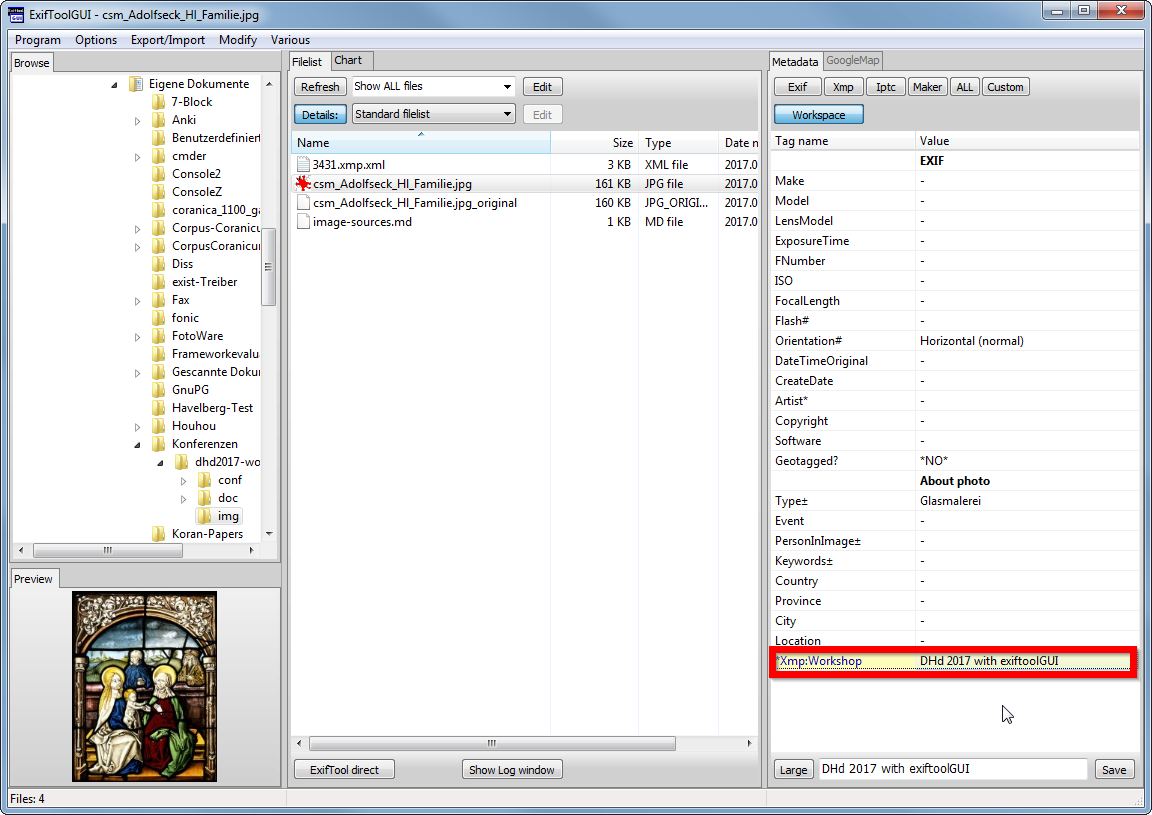 ExifToolGUI - csm_Adolfseck_Hl_Familie.jpg
Program Options Export/Import Modify Various
Browse
Eigene Dokumente
7-Block
Anki
Benutzerdefiniert
cmder
Console2
ConsoleZ
coranica_1100_ga
Corpus-Coranicu
CorpusCoranicur
Diss
exist-Treiber
Fax
fonic
FotoWare
Frameworkevalua
Gescannte Dokur
GnuPG
Havelberg-Test
Houhou
Konferenzen
dhd2017-wo
conf
doc
img
Koran-Papers
Preview
Filelist Chart
Refresh Show ALL files Edit
Details: Standard filelist Edit
Name Size Type Date n
3431.xmp.xml 3 KB XML file 2017.0
csm_Adolfseck_Hl_Familie.jpg 161 KB JPG file 2017.0
csm_Adolfseck_Hl_Familie.jpg_original 160 KB JPG_ORIGI... 2017.0
image-sources.md 1 KB MD file 2017.0
ExifTool direct Show Log window
Metadata GoogleMap
Exif Xmp Iptc Maker ALL Custom
Workspace
Tag name Value
EXIF
Make -
Model -
LensModel -
ExposureTime -
FNumber -
ISO -
FocalLength -
Flash# -
Orientation# Horizontal (normal)
DateTimeOriginal -
CreateDate -
Artist* -
Copyright -
Software -
Geotagged? *NO*
About photo
Type± Glasmalerei
Event -
PersonInImage± -
Keywords± -
Country -
Province -
City -
Location -
*Xmp:Workshop DHd 2017 with exiftoolGUI
Large DHd 2017 with exiftoolGUI Save
Files: 4